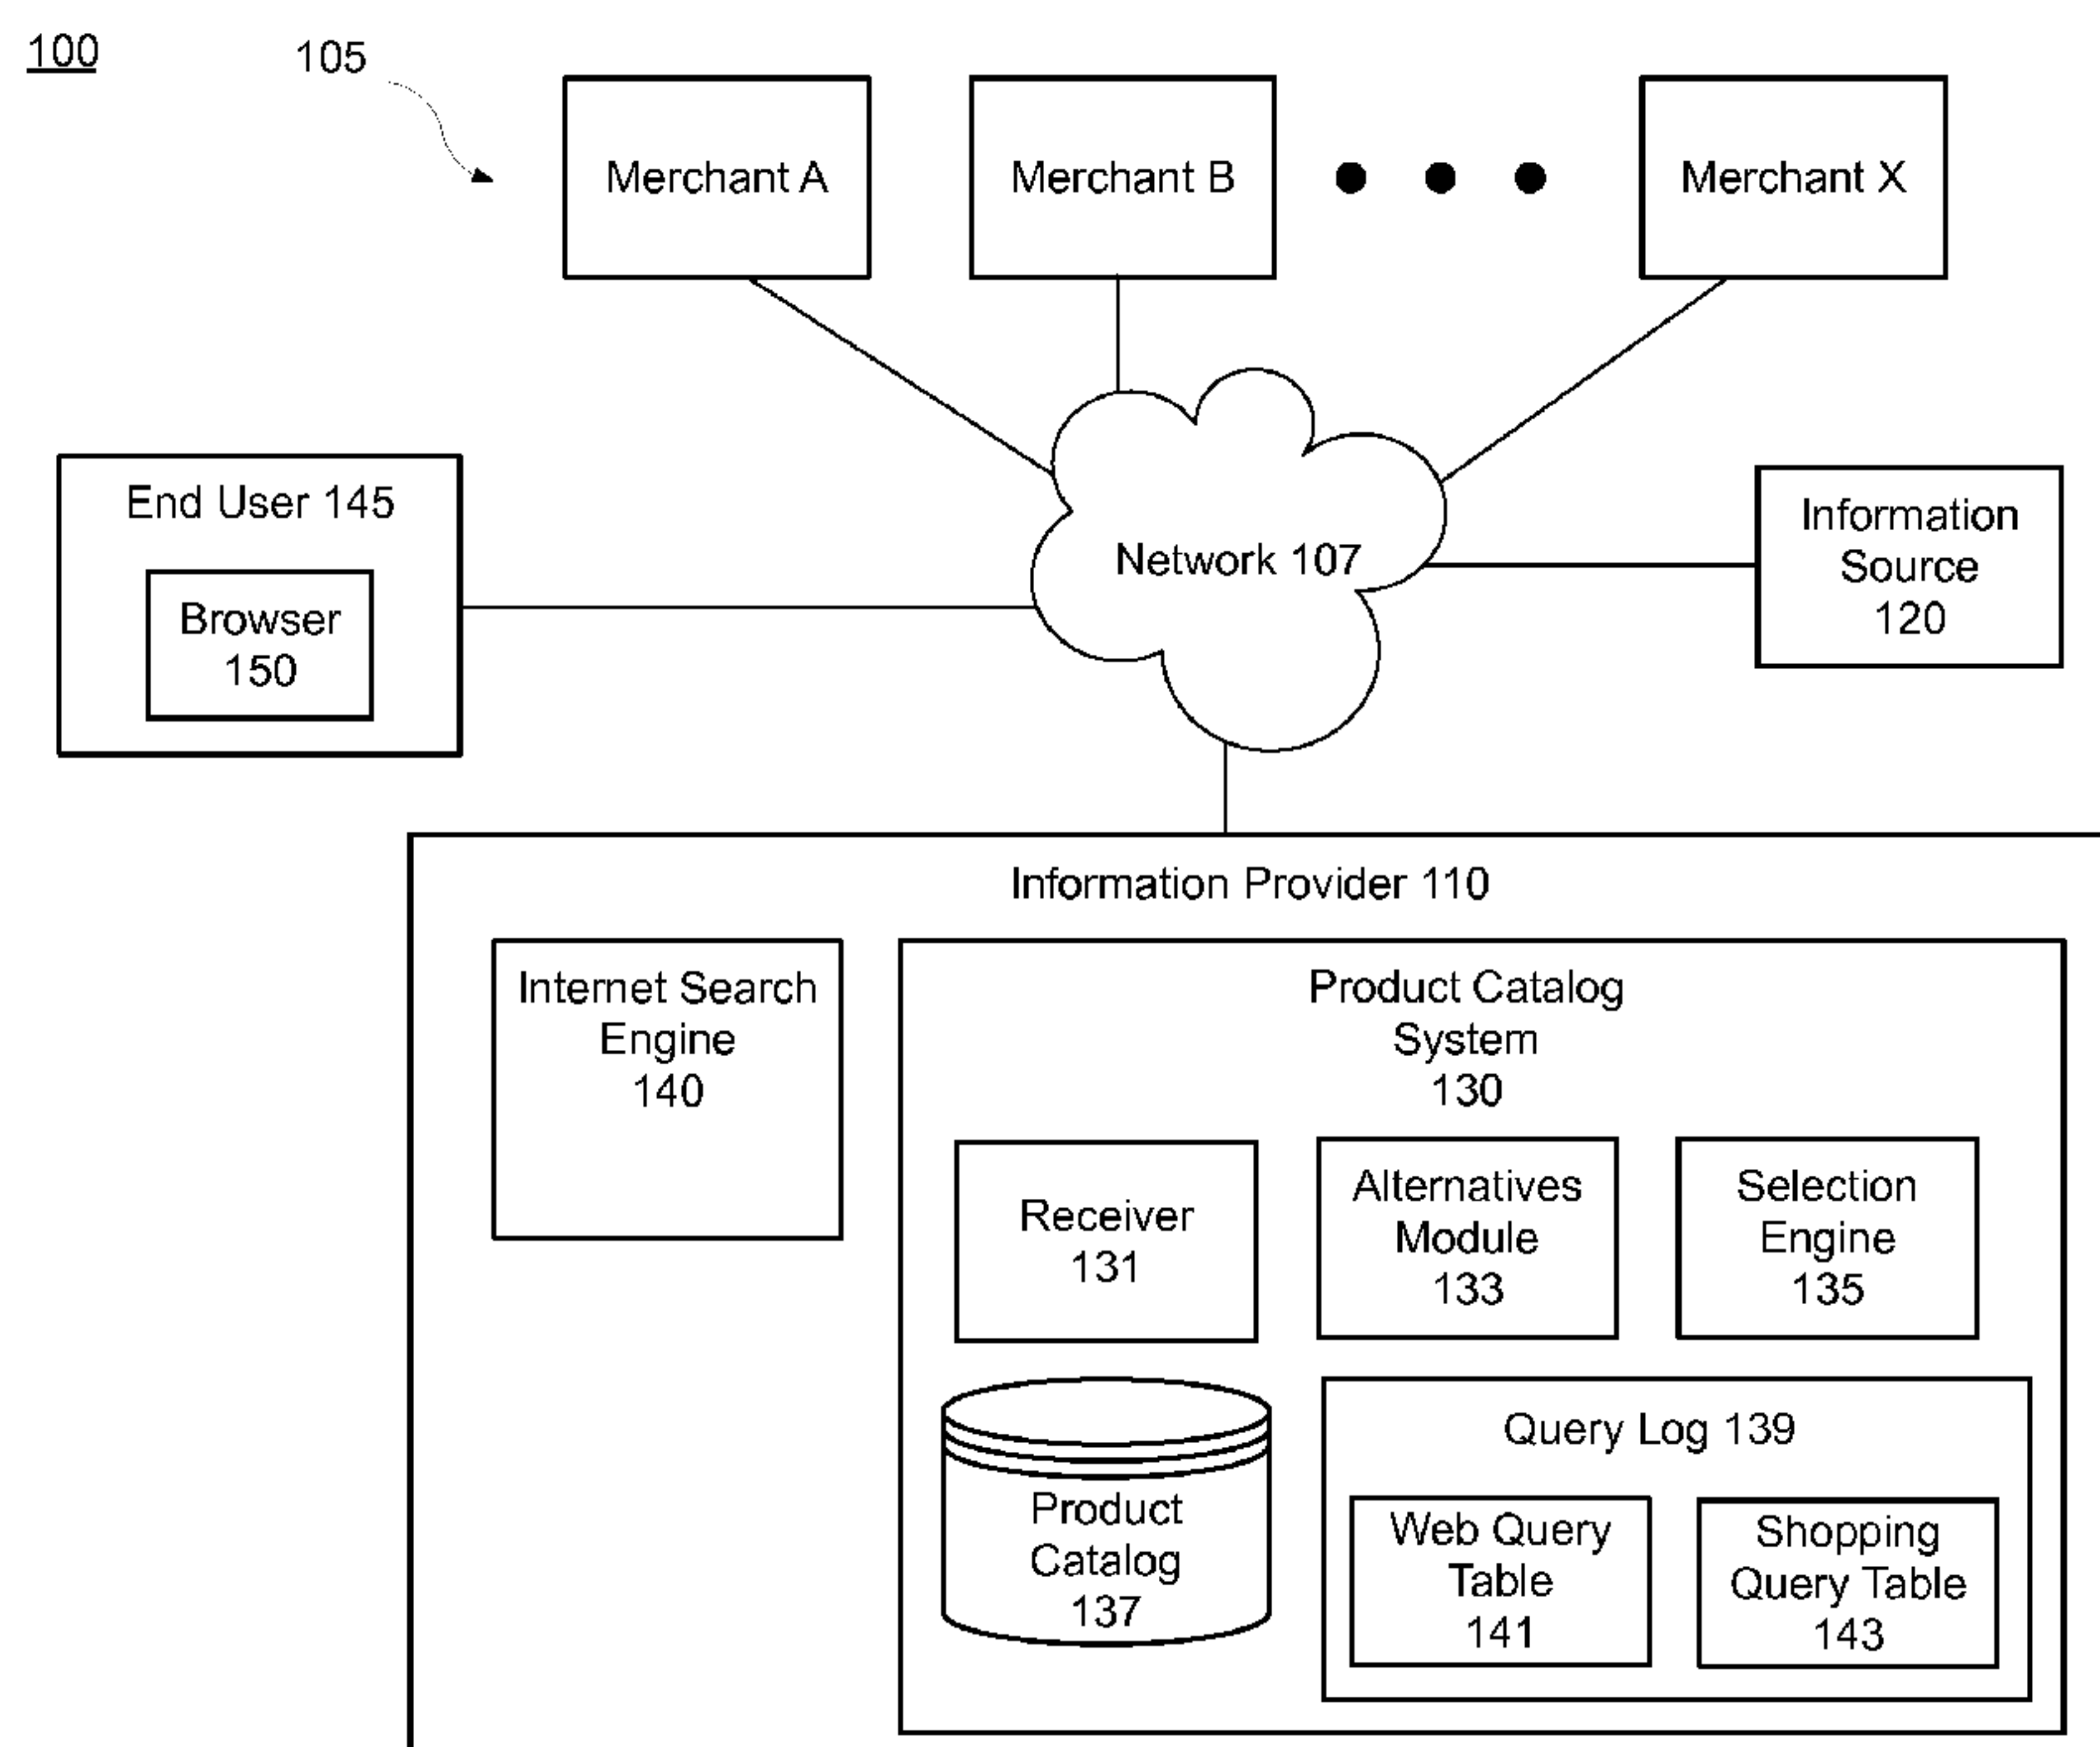 100
105
Merchant A
Merchant B
Merchant X
End User 145
Browser
150
Network 107
Information
Source
120
Information Provider 110
Internet Search
Engine
140
Product Catalog
System
130
Receiver
131
Alternatives
Module
133
Selection
Engine
135
Product
Catalog
137
Query Log 139
Web Query
Table
141
Shopping
Query Table
143